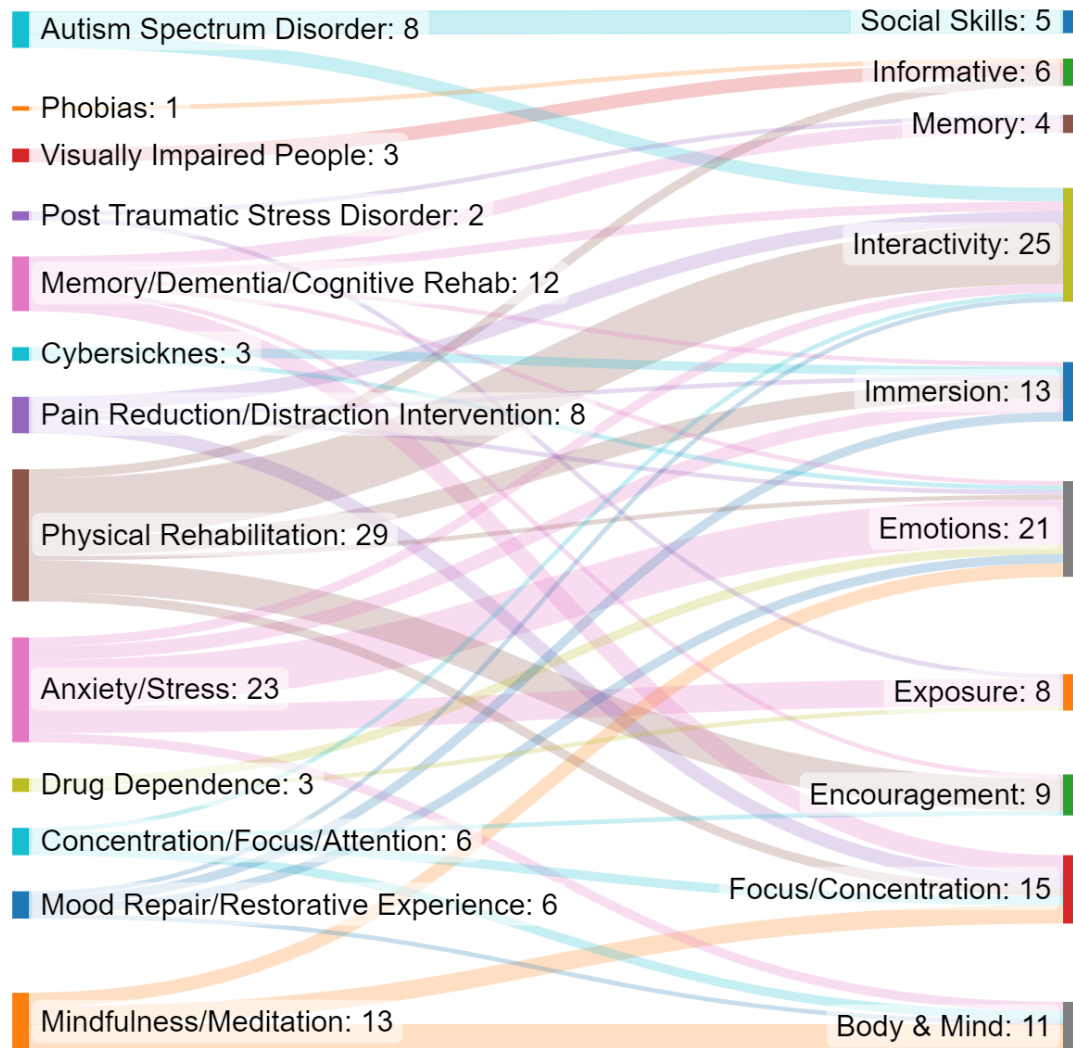 Autism Spectrum Disorder: 8
Phobias: 1
Visually Impaired People: 3
Post Traumatic Stress Disorder: 2
Memory/Dementia/Cognitive Rehab: 12
Cybersicknes: 3
Pain Reduction/Distraction Intervention: 8
Physical Rehabilitation: 29
Anxiety/Stress: 23
Drug Dependence: 3
Concentration/Focus/Attention: 6
Mood Repair/Restorative Experience: 6
Mindfulness/Meditation: 13
Social Skills: 5
Informative: 6
Memory: 4
Interactivity: 25
Immersion: 13
Emotions: 21
Exposure: 8
Encouragement: 9
Focus/Concentration: 15
Body & Mind: 11